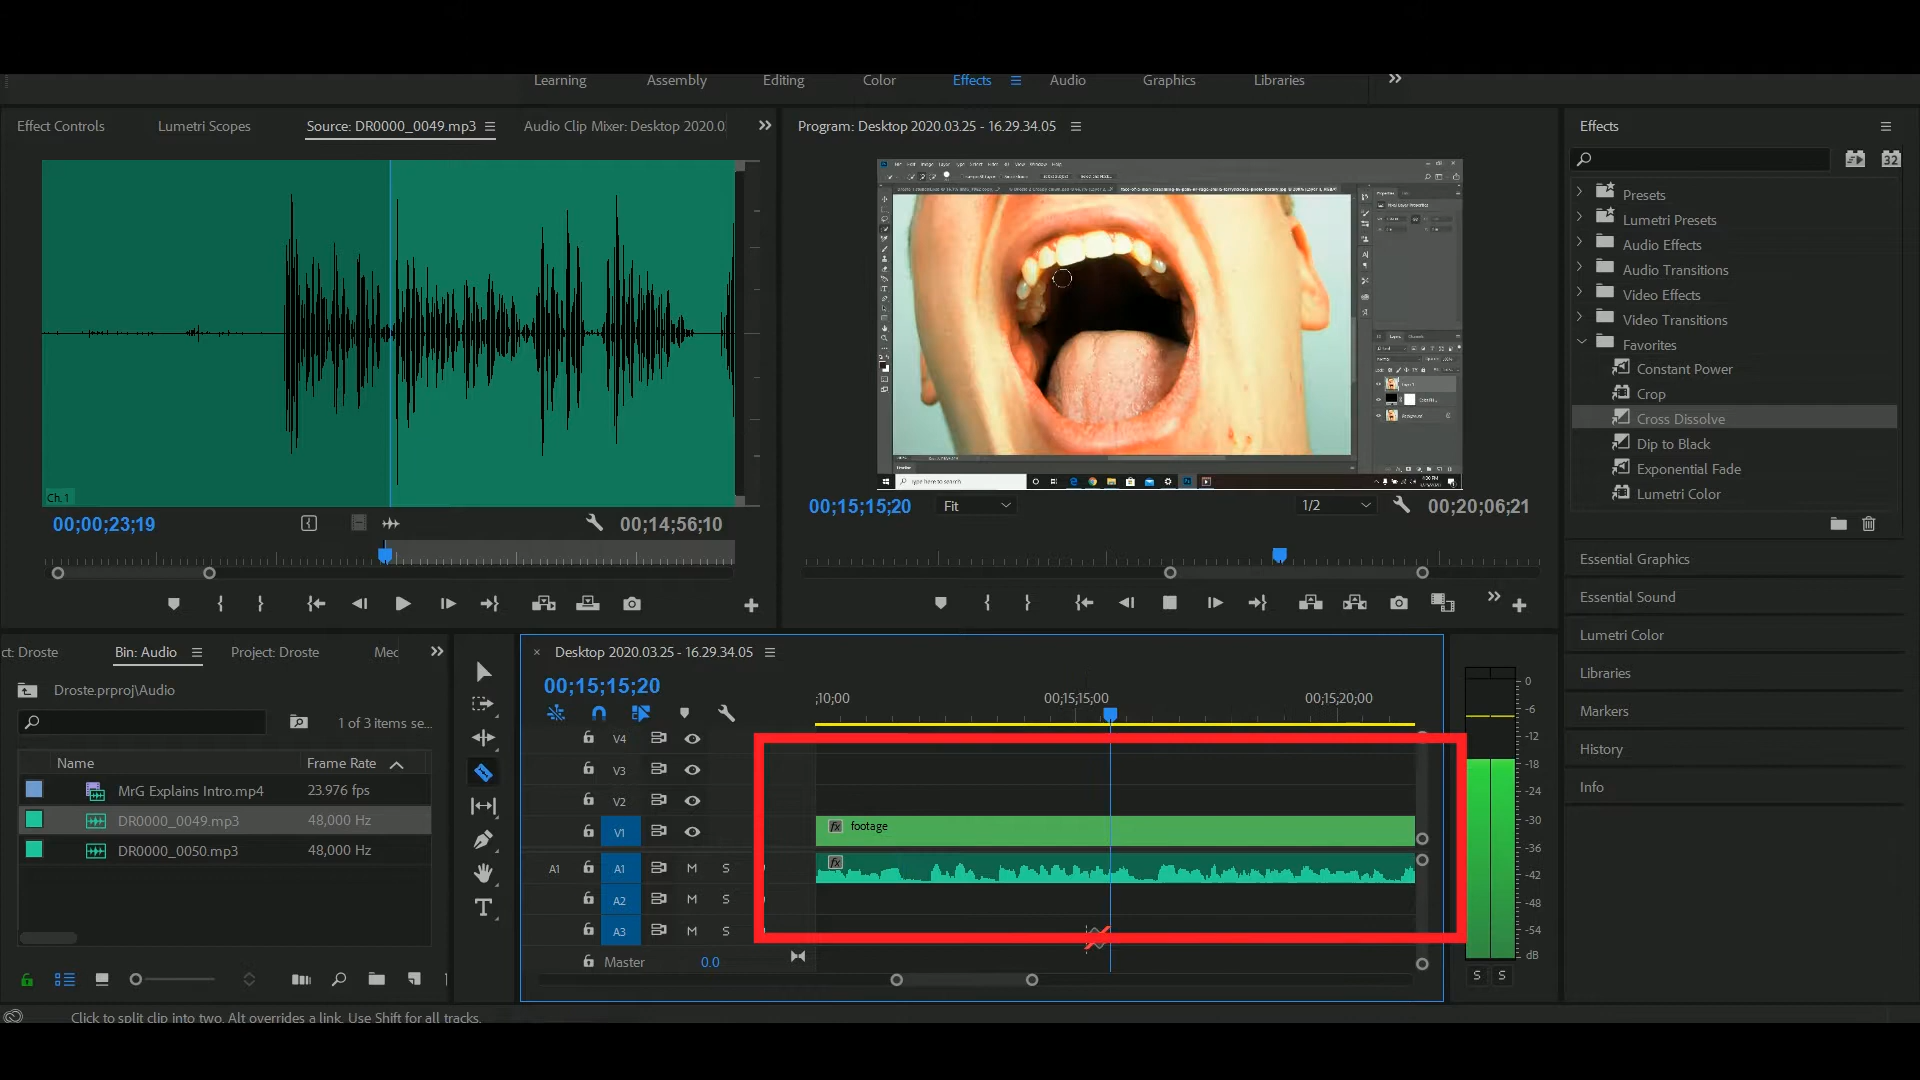 Learning Assembly Editing Color Effects Audio Graphics Libraries
Effect Controls Lumetri Scopes Source: DR0000_0049.mp3 Audio Clip Mixer: Desktop 2020.0
Program: Desktop 2020.03.25 - 16.29.34.05
Effects
32
Presets
Lumetri Presets
Audio Effects
Audio Transitions
Video Effects
Video Transitions
Favorites
Constant Power
Crop
Cross Dissolve
Dip to Black
Exponential Fade
Lumetri Color
Ch.1
00;00;23;19 00;14;56;10
Type here to search
00;15;15;20 Fit 1/2 00;20;06;21
Essential Graphics
Essential Sound
Lumetri Color
Libraries
Markers
History
Info
ct: Droste Bin: Audio Project: Droste Med
Droste.prproj\Audio
1 of 3 items se...
Name Frame Rate
MrG Explains Intro.mp4 23.976 fps
DR0000_0049.mp3 48,000 Hz
DR0000_0050.mp3 48,000 Hz
T
× Desktop 2020.03.25 - 16.29.34.05
00;15;15;20
;10;00 00;15;15;00 00;15;20;00
V4
V3
V2
V1
fx footage
A1 A1 M S
fx
A2 M S
A3 M S
Master 0.0
0
-6
-12
-18
-24
-30
-36
-42
-48
-54
dB
S S
Click to split clip into two. Alt overrides a link. Use Shift for all tracks.